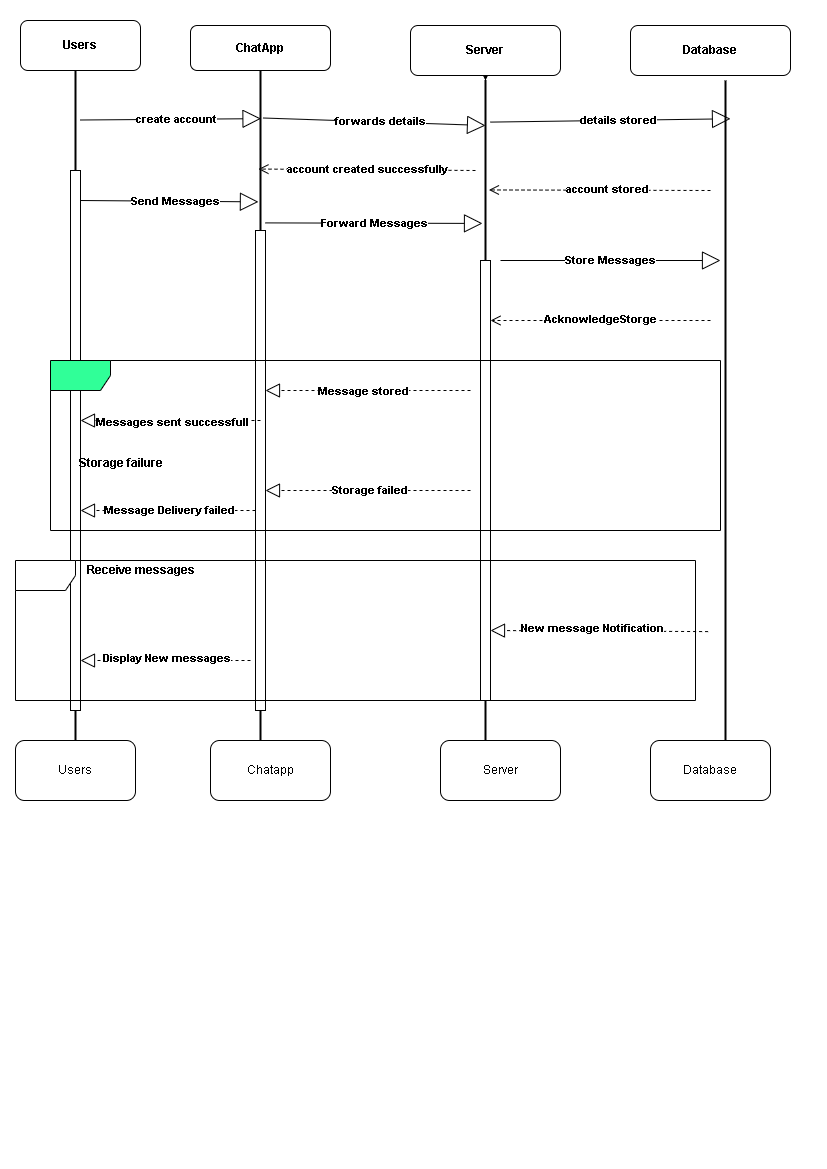 Users
ChatApp
Server
Database
create account
forwards details
details stored
account created successfully
account stored
Send Messages
Forward Messages
Store Messages
AcknowledgeStorge
Message stored
Messages sent successfull
Storage failure
Storage failed
Message Delivery failed
Receive messages
New message Notification
Display New messages
Users
Chatapp
Server
Database